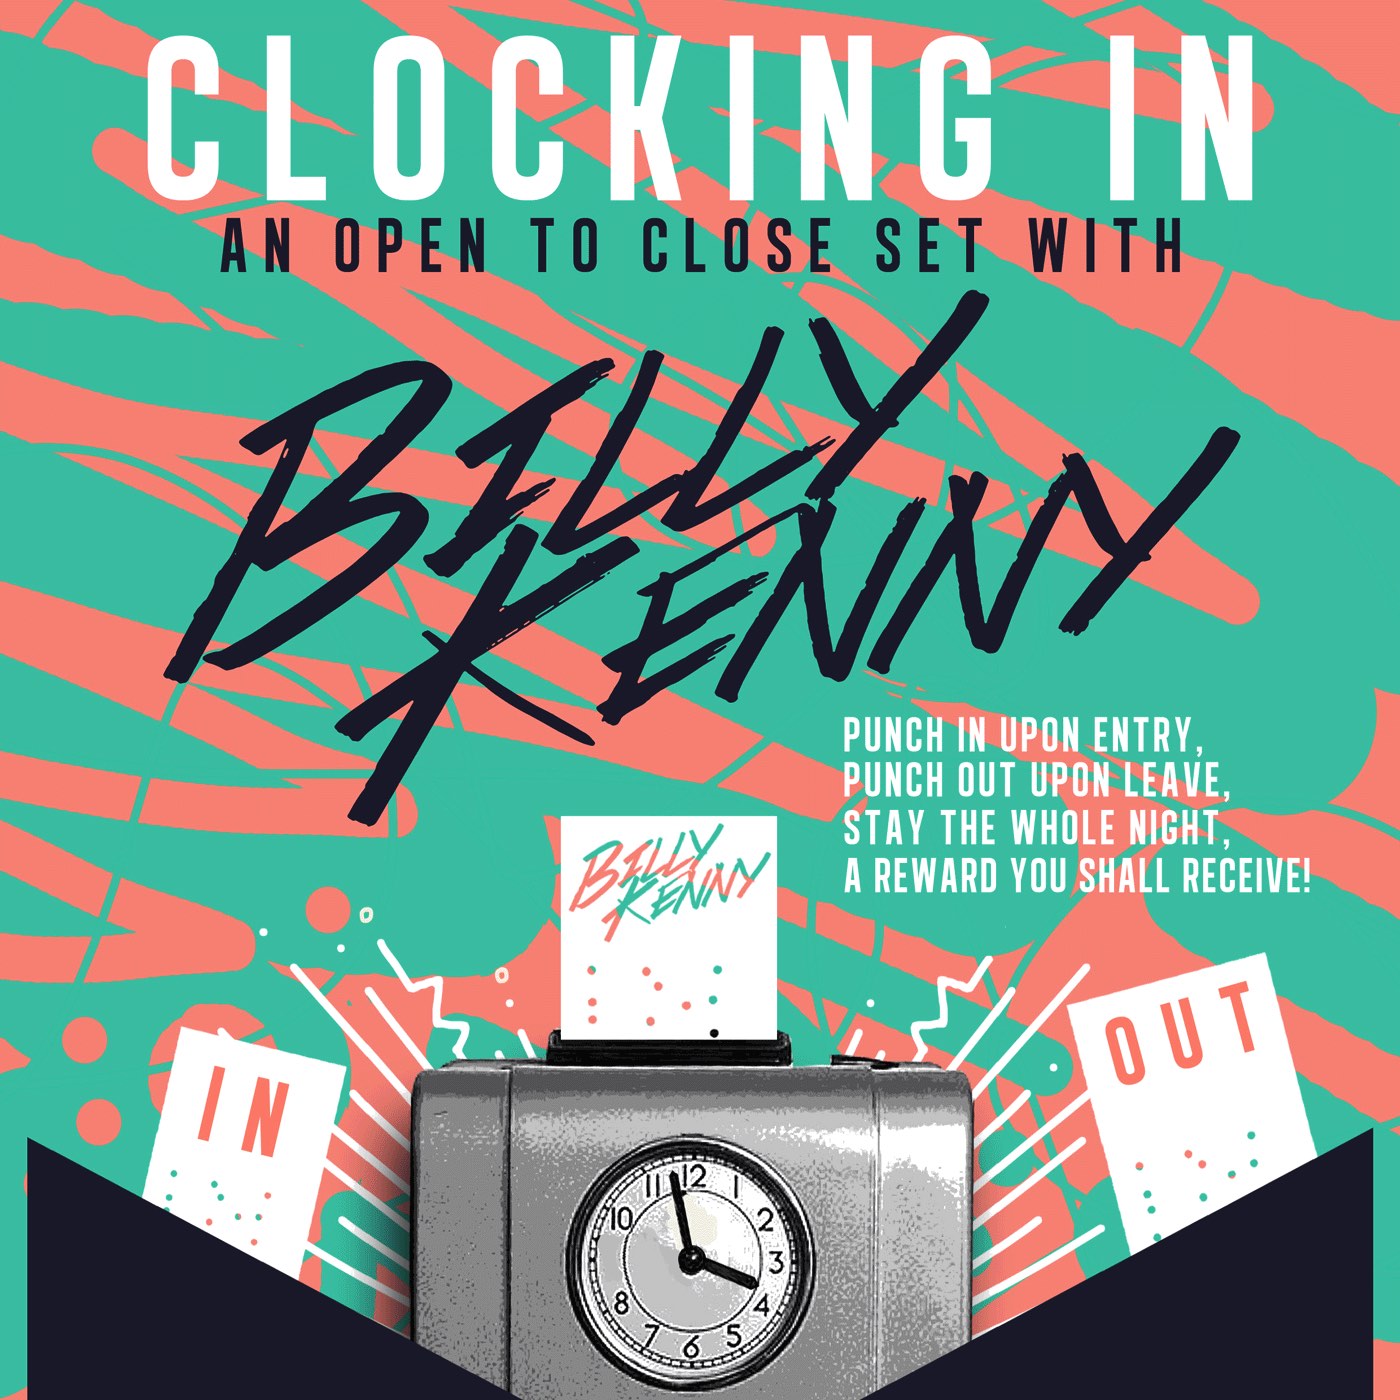 CLOCKING IN
AN OPEN TO CLOSE SET WITH
BILLY
KENNY
PUNCH IN UPON ENTRY,
PUNCH OUT UPON LEAVE,
STAY THE WHOLE NIGHT,
A REWARD YOU SHALL RECEIVE!
BILLY
KENNY
IN
OUT
11 12 1
10 2
3
8 4
7 6 5